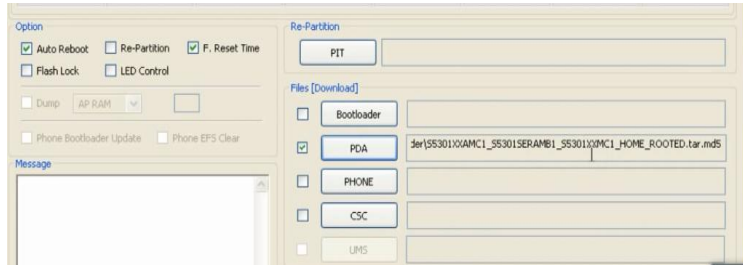 Option
Auto Reboot Re-Partition F. Reset Time
Flash Lock LED Control
Dump AP RAM
Phone Bootloader Update Phone EFS Clear
Message
Re-Partition
PIT
Files [Download]
Bootloader
PDA der\S5301XXAMC1_S5301SERAMB1_S5301XXMC1_HOME_ROOTED.tar.md5
PHONE
CSC
UMS